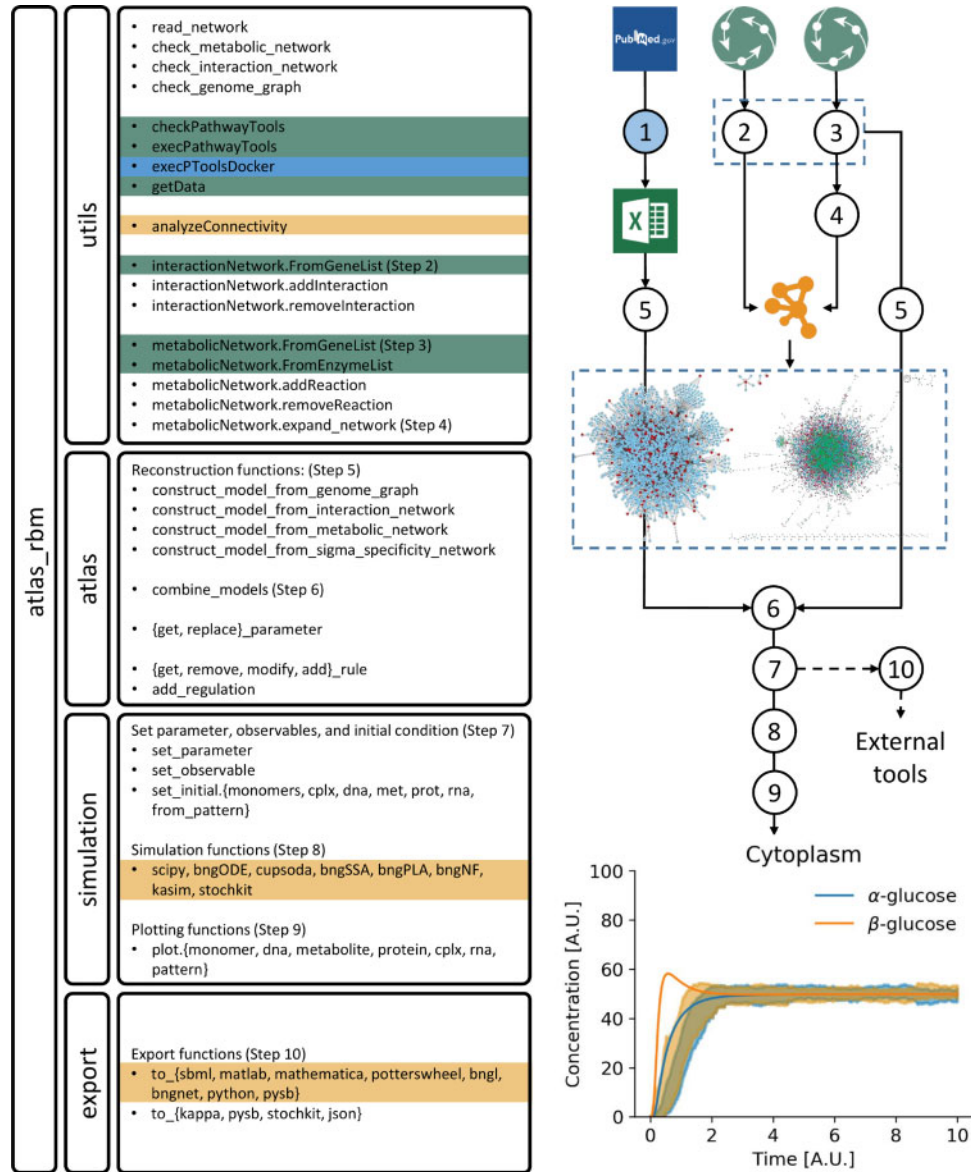 atlas_rbm
utils
• read_network
• check_metabolic_network
• check_interaction_network
• check_genome_graph
• checkPathwayTools
• execPathwayTools
• execPToolsDocker
• getData
• analyzeConnectivity
• interactionNetwork.FromGeneList (Step 2)
• interactionNetwork.addInteraction
• interactionNetwork.removeInteraction
• metabolicNetwork.FromGeneList (Step 3)
• metabolicNetwork.FromEnzymeList
• metabolicNetwork.addReaction
• metabolicNetwork.removeReaction
• metabolicNetwork.expand_network (Step 4)
atlas
Reconstruction functions: (Step 5)
• construct_model_from_genome_graph
• construct_model_from_interaction_network
• construct_model_from_metabolic_network
• construct_model_from_sigma_specificity_network
• combine_models (Step 6)
• {get, replace}_parameter
• {get, remove, modify, add}_rule
• add_regulation
simulation
Set parameter, observables, and initial condition (Step 7)
• set_parameter
• set_observable
• set_initial.{monomers, cplx, dna, met, prot, rna,
from_pattern}
Simulation functions (Step 8)
• scipy, bngODE, cupsoda, bngSSA, bngPLA, bngNF,
kasim, stochkit
Plotting functions (Step 9)
• plot.{monomer, dna, metabolite, protein, cplx, rna,
pattern}
export
Export functions (Step 10)
• to_{sbml, matlab, mathematica, potterswheel, bngl,
bngnet, python, pysb}
• to_{kappa, pysb, stochkit, json}
PubMed.gov
1
2
3
4
X
5
5
6
7
10
8
External
tools
9
Cytoplasm
100
80
60
40
20
0
Concentration [A.U.]
α-glucose
β-glucose
0 2 4 6 8 10
Time [A.U.]